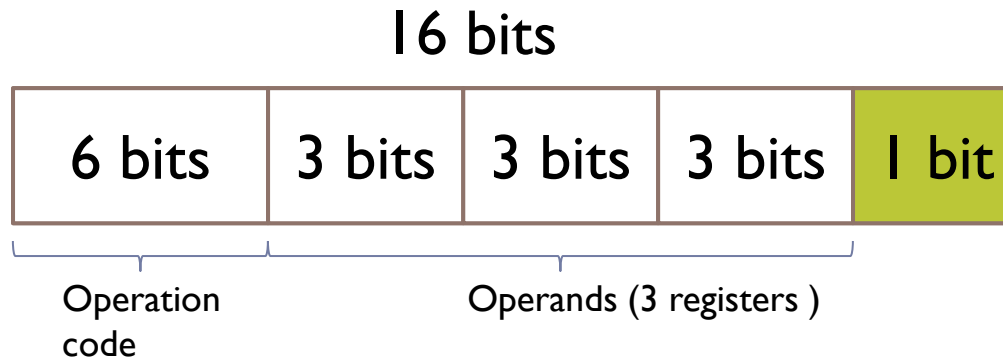 16 bits
6 bits 3 bits 3 bits 3 bits 1 bit
Operation Operands (3 registers )
code